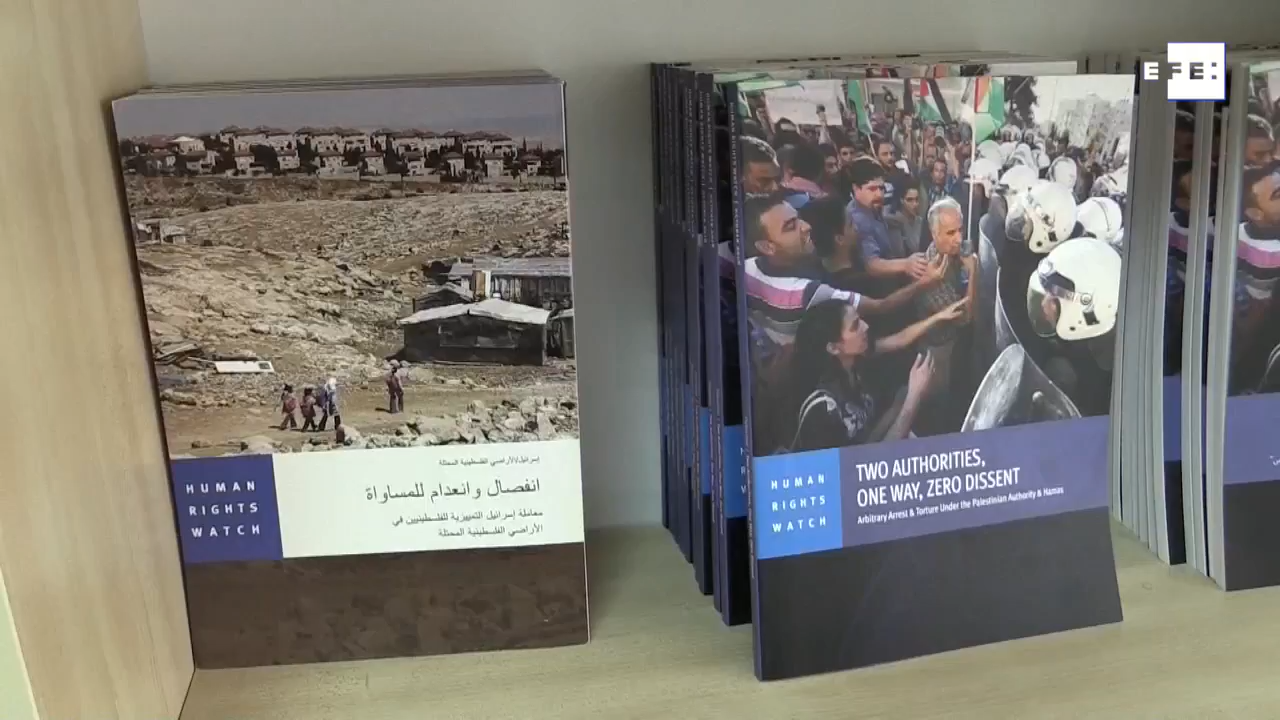 EFE:
إسرائيل/الأراضي الفلسطينية المحتلة
انفصال وانعدام للمساواة
معاملة إسرائيل التمييزية للفلسطينيين في
الأراضي الفلسطينية المحتلة
HUMAN
RIGHTS
WATCH
TWO AUTHORITIES,
ONE WAY, ZERO DISSENT
Arbitrary Arrest & Torture Under the Palestinian Authority & Hamas
HUMAN
RIGHTS
WATCH